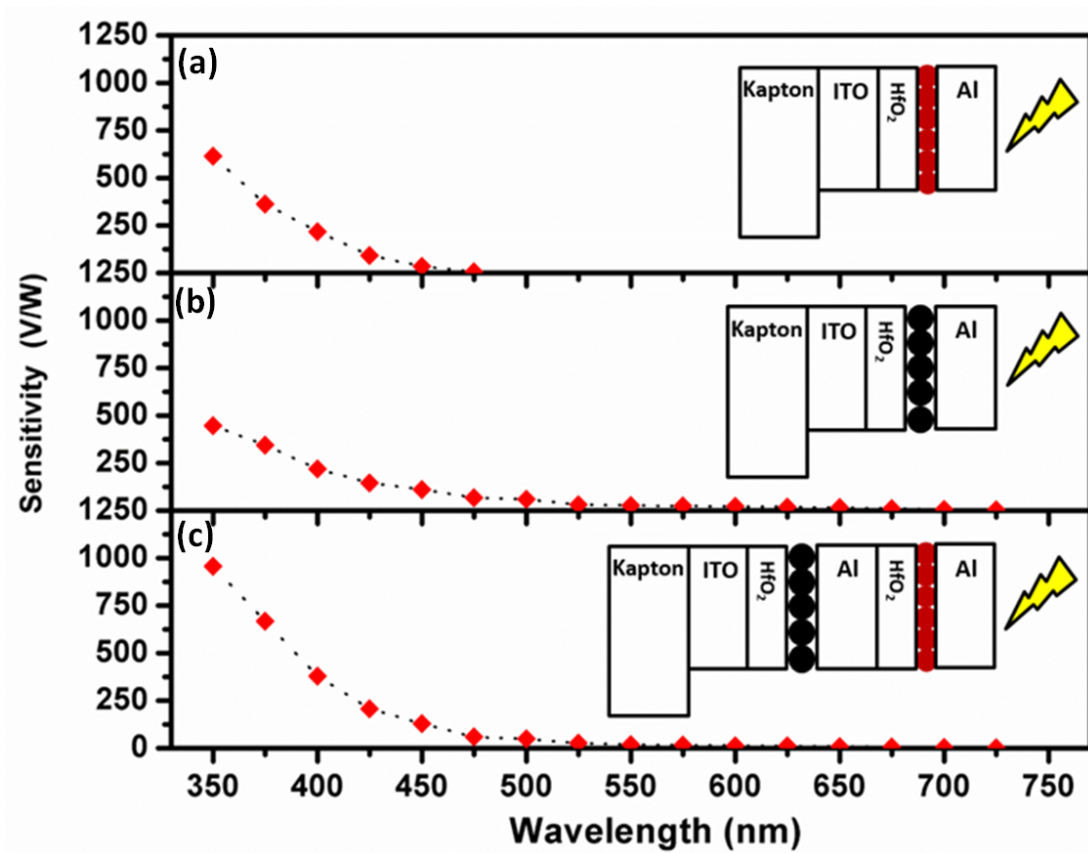 1250
(a)
1000
750
500
250
Kapton
ITO
HfO₂
Al
1250
(b)
1000
750
500
250
Kapton
ITO
HfO₂
Al
1250
(c)
1000
750
500
250
0
Kapton
ITO
HfO₂
Al
HfO₂
Al
Sensitivity (V/W)
350 400 450 500 550 600 650 700 750
Wavelength (nm)